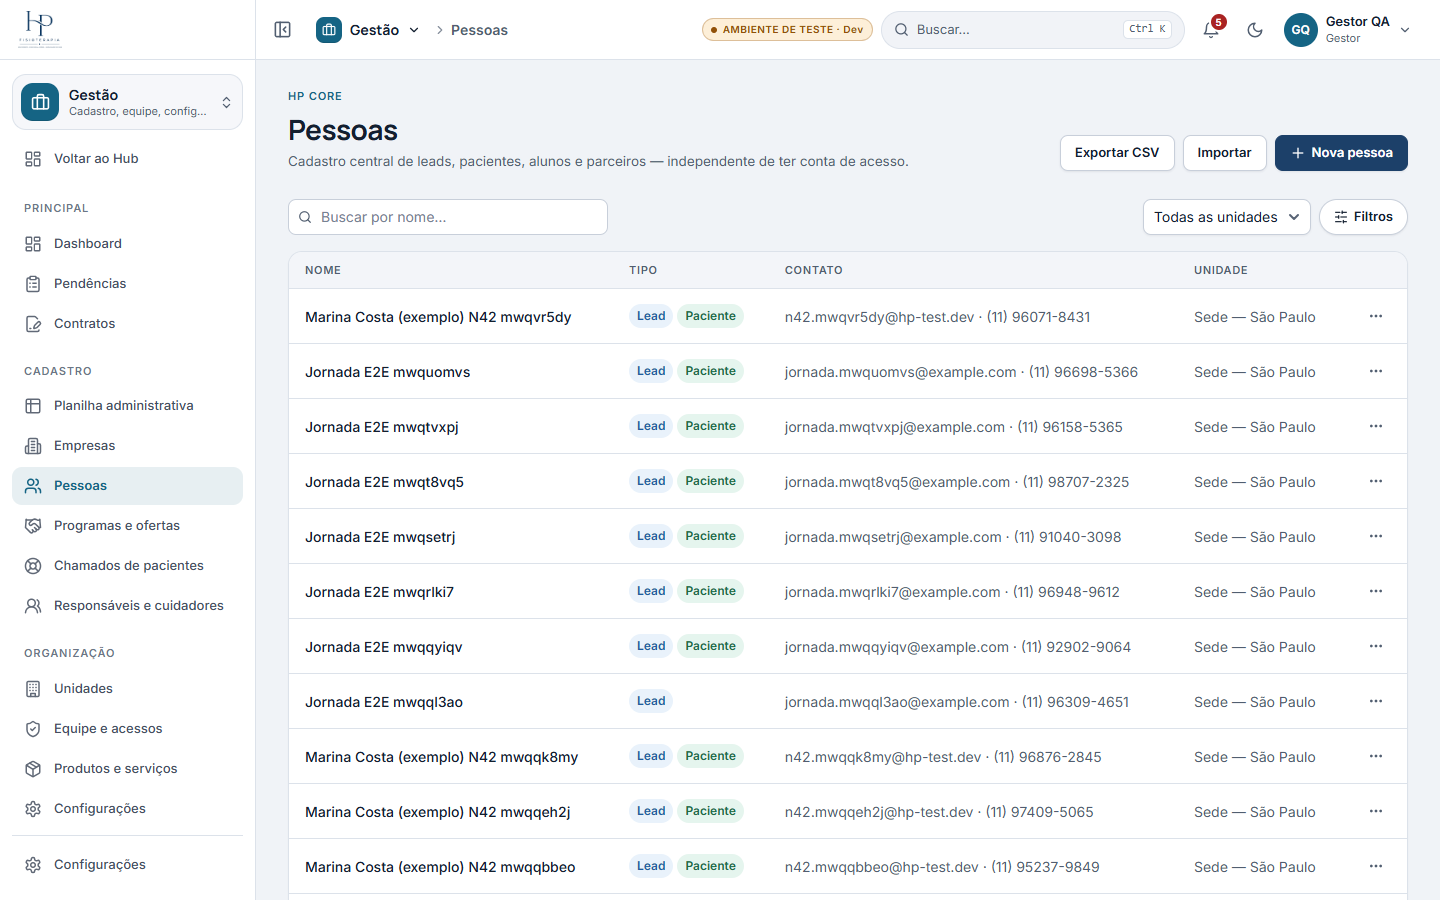 HP
FISIOTERAPIA
Gestão
Pessoas
AMBIENTE DE TESTE · Dev
Buscar...
Ctrl K
5
GQ
Gestor QA
Gestor
Gestão
Cadastro, equipe, config...
Voltar ao Hub
PRINCIPAL
Dashboard
Pendências
Contratos
CADASTRO
Planilha administrativa
Empresas
Pessoas
Programas e ofertas
Chamados de pacientes
Responsáveis e cuidadores
ORGANIZAÇÃO
Unidades
Equipe e acessos
Produtos e serviços
Configurações
Configurações
HP CORE
Pessoas
Cadastro central de leads, pacientes, alunos e parceiros — independente de ter conta de acesso.
Exportar CSV
Importar
Nova pessoa
Buscar por nome...
Todas as unidades
Filtros
NOME TIPO CONTATO UNIDADE
Marina Costa (exemplo) N42 mwqvr5dy Lead Paciente n42.mwqvr5dy@hp-test.dev · (11) 96071-8431 Sede — São Paulo
Jornada E2E mwquomvs Lead Paciente jornada.mwquomvs@example.com · (11) 96698-5366 Sede — São Paulo
Jornada E2E mwqtvxpj Lead Paciente jornada.mwqtvxpj@example.com · (11) 96158-5365 Sede — São Paulo
Jornada E2E mwqt8vq5 Lead Paciente jornada.mwqt8vq5@example.com · (11) 98707-2325 Sede — São Paulo
Jornada E2E mwqsetrj Lead Paciente jornada.mwqsetrj@example.com · (11) 91040-3098 Sede — São Paulo
Jornada E2E mwqrlki7 Lead Paciente jornada.mwqrlki7@example.com · (11) 96948-9612 Sede — São Paulo
Jornada E2E mwqqyiqv Lead Paciente jornada.mwqqyiqv@example.com · (11) 92902-9064 Sede — São Paulo
Jornada E2E mwqql3ao Lead jornada.mwqql3ao@example.com · (11) 96309-4651 Sede — São Paulo
Marina Costa (exemplo) N42 mwqqk8my Lead Paciente n42.mwqqk8my@hp-test.dev · (11) 96876-2845 Sede — São Paulo
Marina Costa (exemplo) N42 mwqqeh2j Lead Paciente n42.mwqqeh2j@hp-test.dev · (11) 97409-5065 Sede — São Paulo
Marina Costa (exemplo) N42 mwqqbbeo Lead Paciente n42.mwqqbbeo@hp-test.dev · (11) 95237-9849 Sede — São Paulo